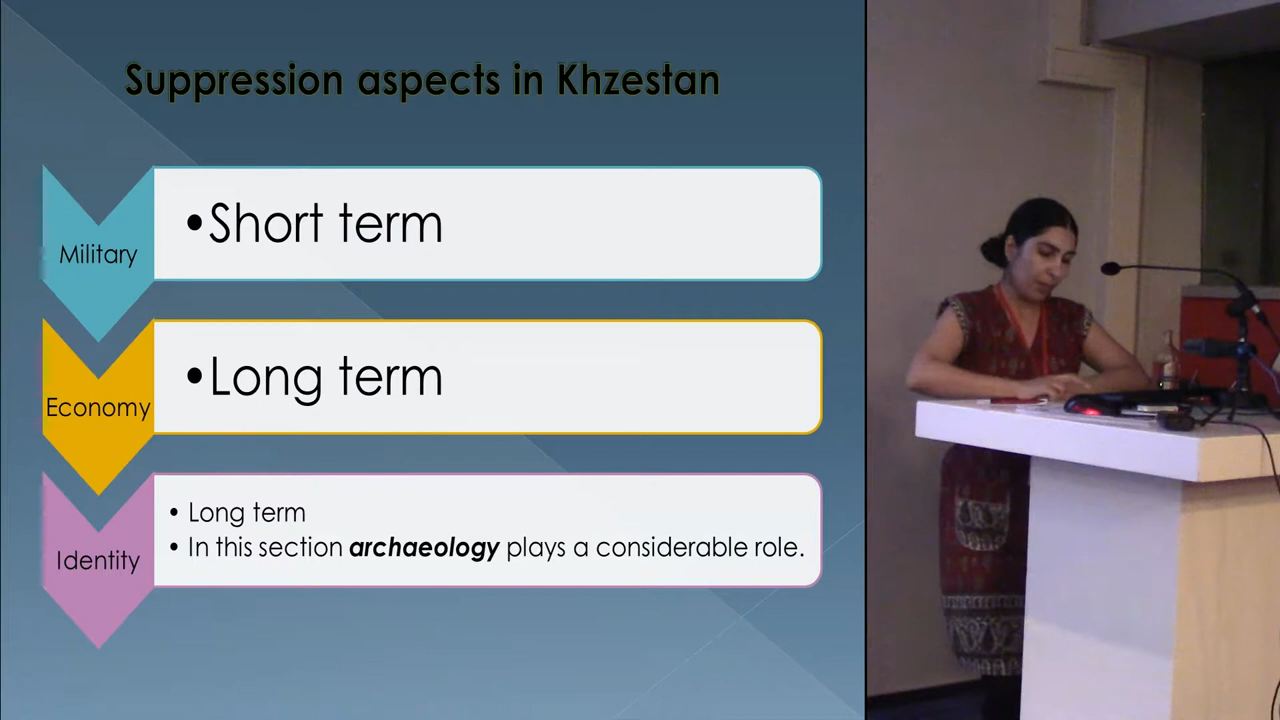 Suppression aspects in Khzestan
Military
•Short term
Economy
•Long term
Identity
• Long term
• In this section archaeology plays a considerable role.